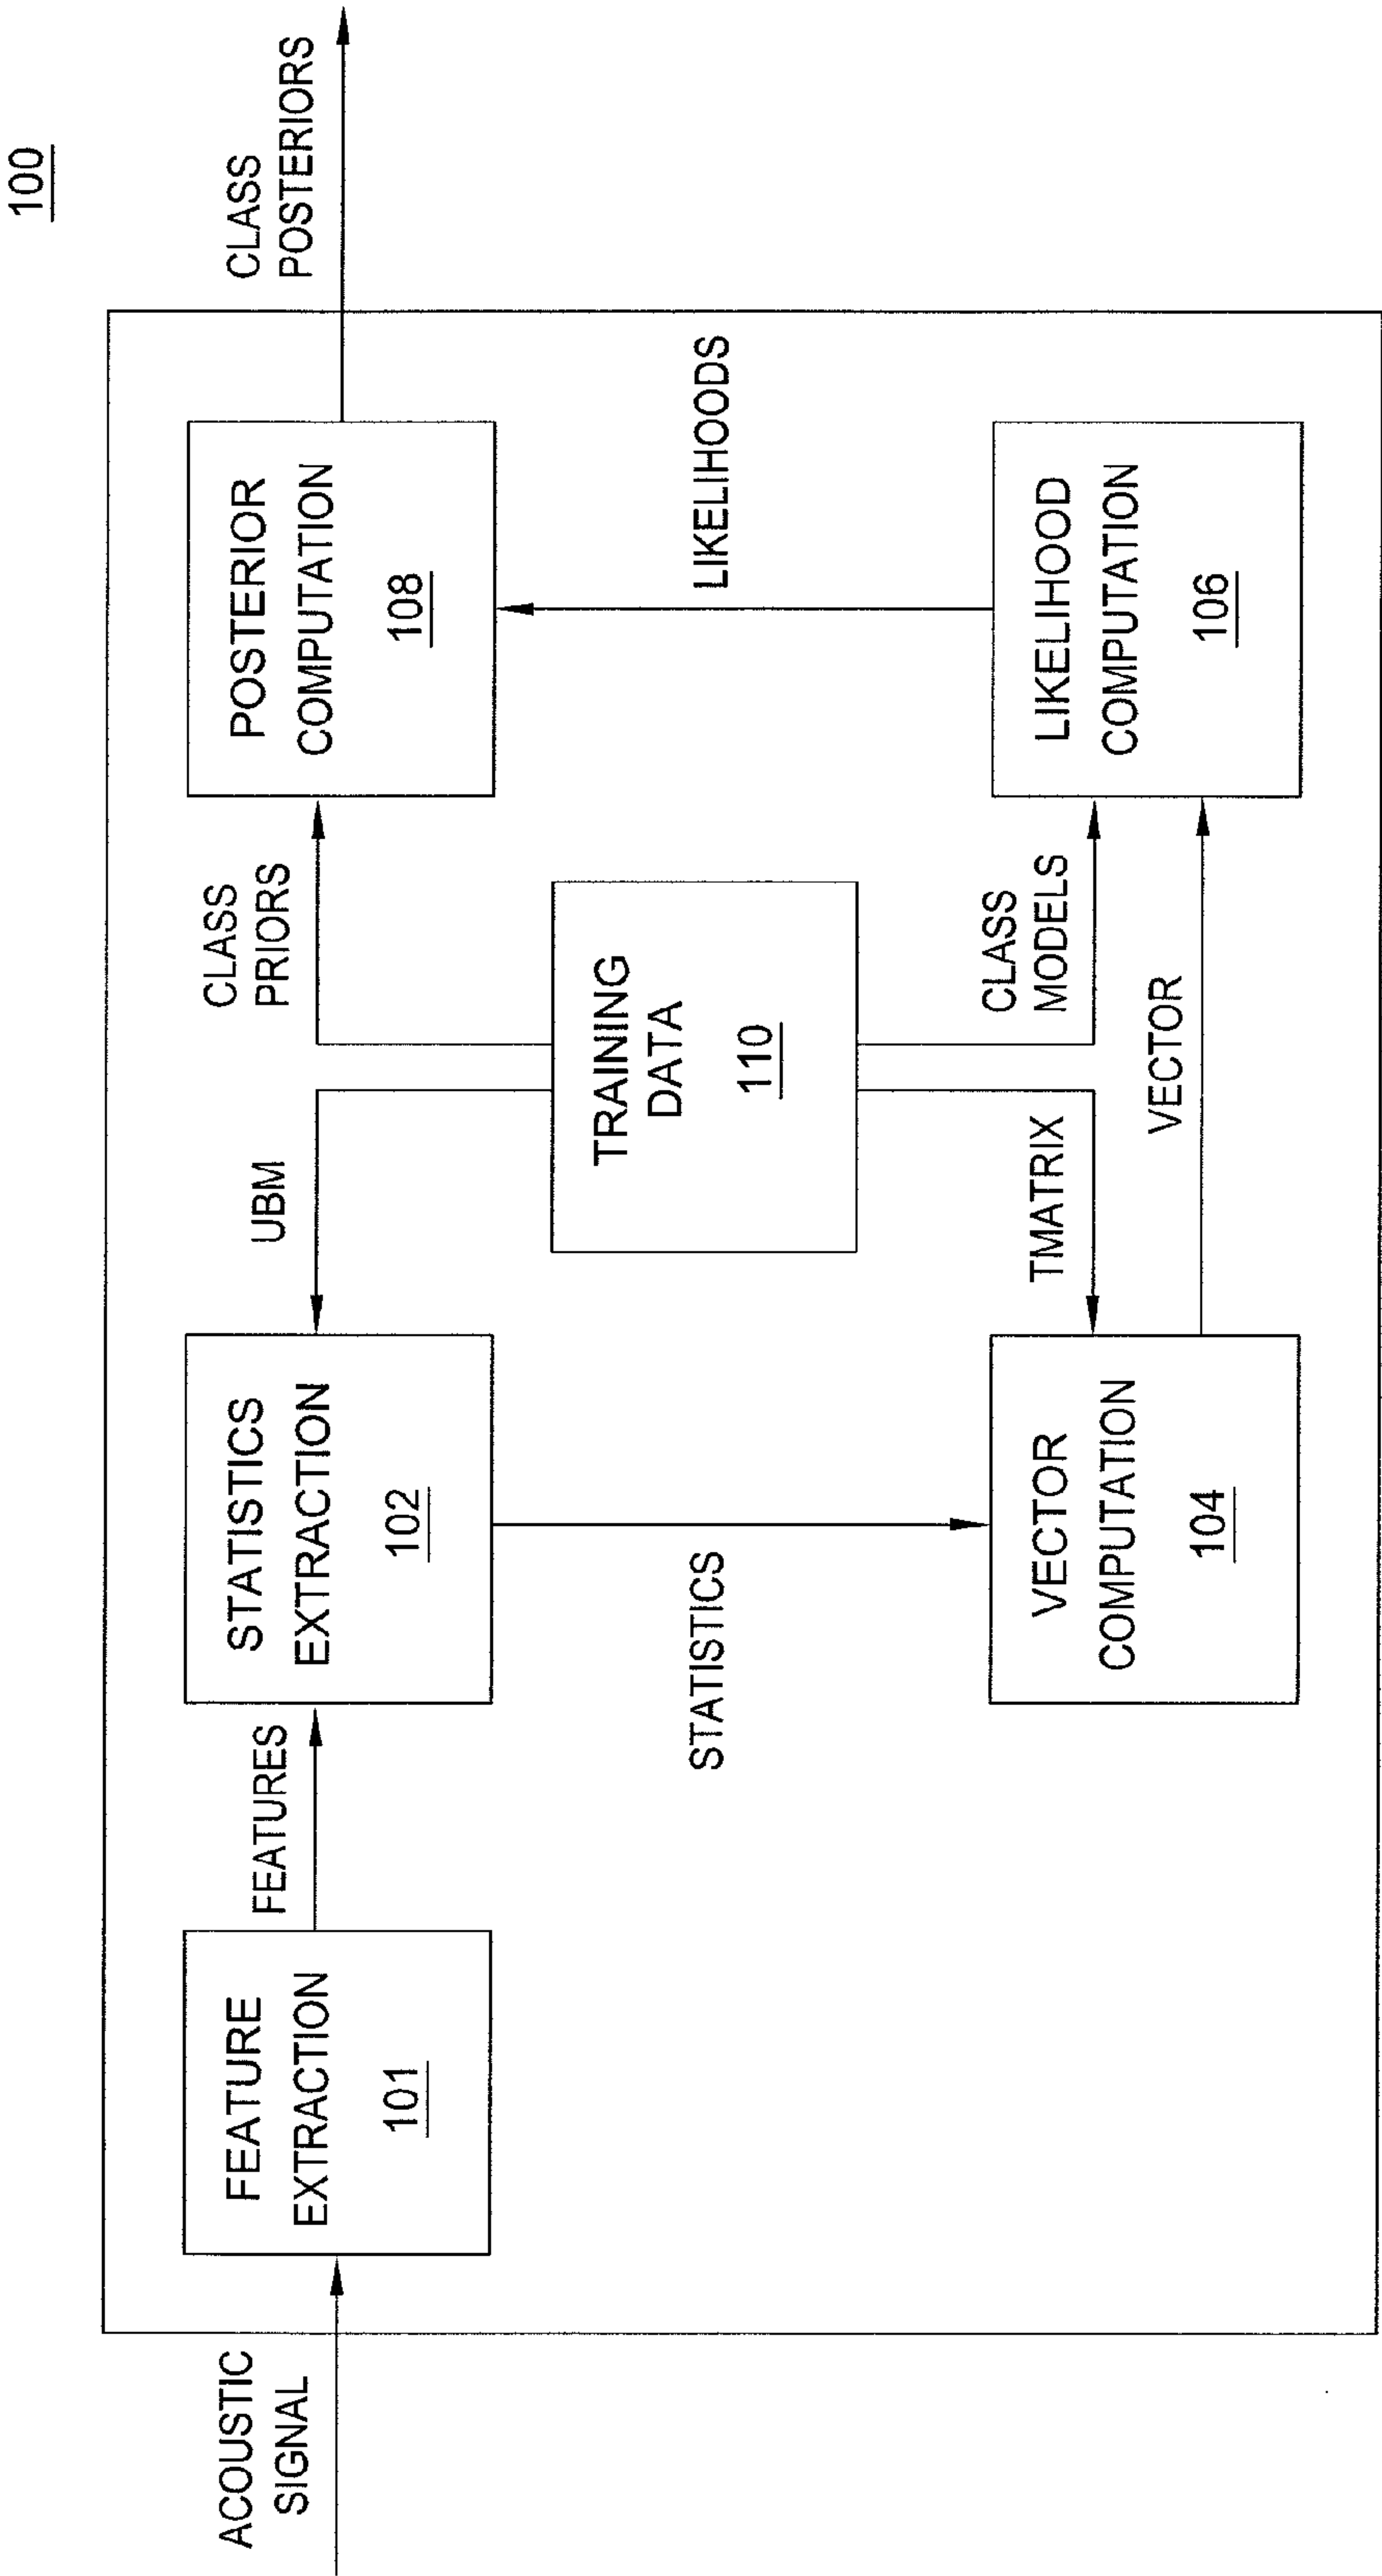 100
ACOUSTIC
SIGNAL
FEATURE
EXTRACTION
101
FEATURES
STATISTICS
EXTRACTION
102
UBM
CLASS
PRIORS
POSTERIOR
COMPUTATION
108
CLASS
POSTERIORS
STATISTICS
TRAINING
DATA
110
LIKELIHOODS
VECTOR
COMPUTATION
104
TMATRIX
CLASS
MODELS
VECTOR
LIKELIHOOD
COMPUTATION
106